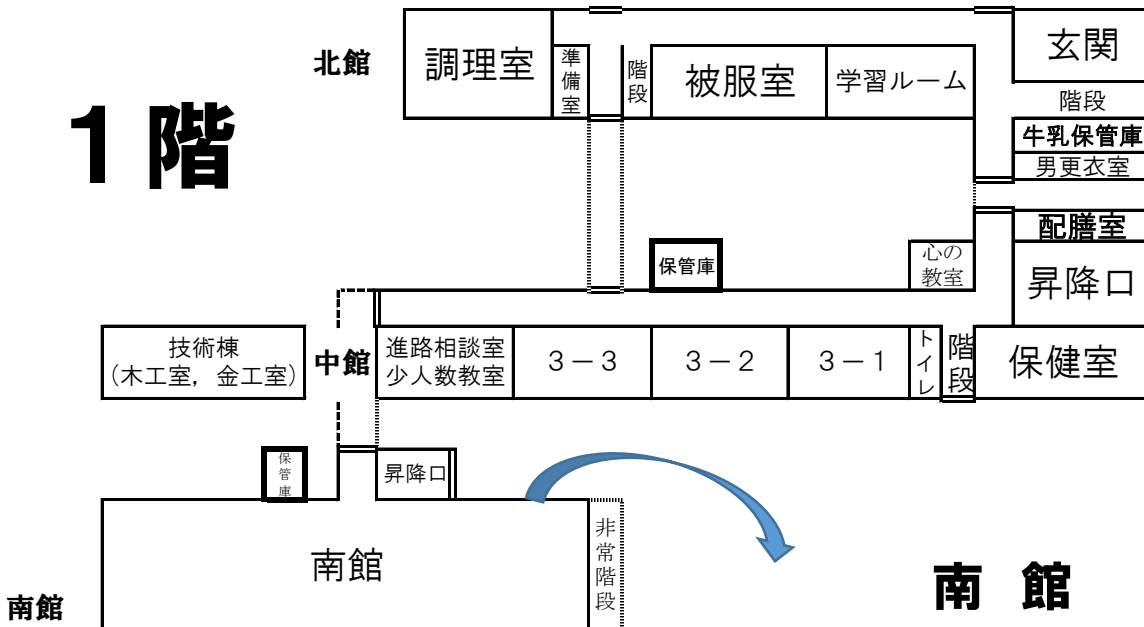 1階
北館
調理室
準備室
階段
被服室
学習ルーム
玄関
階段
牛乳保管庫
男更衣室
配膳室
心の
教室
昇降口
保管庫
技術棟
(木工室，金工室)
中館
進路相談室
少人数教室
３－３
３－２
３－１
トイレ
階段
保健室
保管庫
昇降口
南館
非常階段
南館
南 館